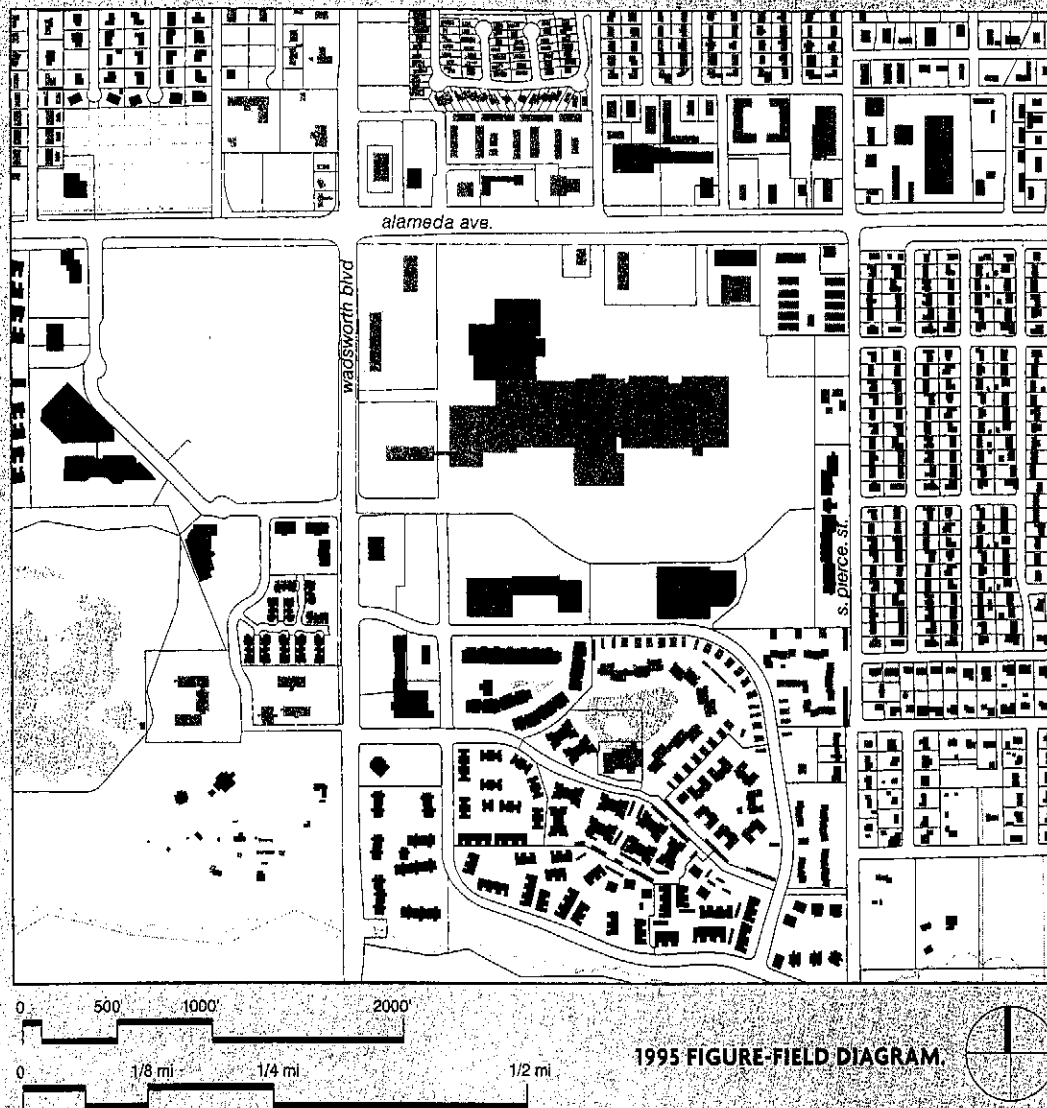 alameda ave.
wadsworth blvd
s. pierce. st.
0 500 1000' 2000'
0 1/8 mi 1/4 mi 1/2 mi
1995 FIGURE-FIELD DIAGRAM.